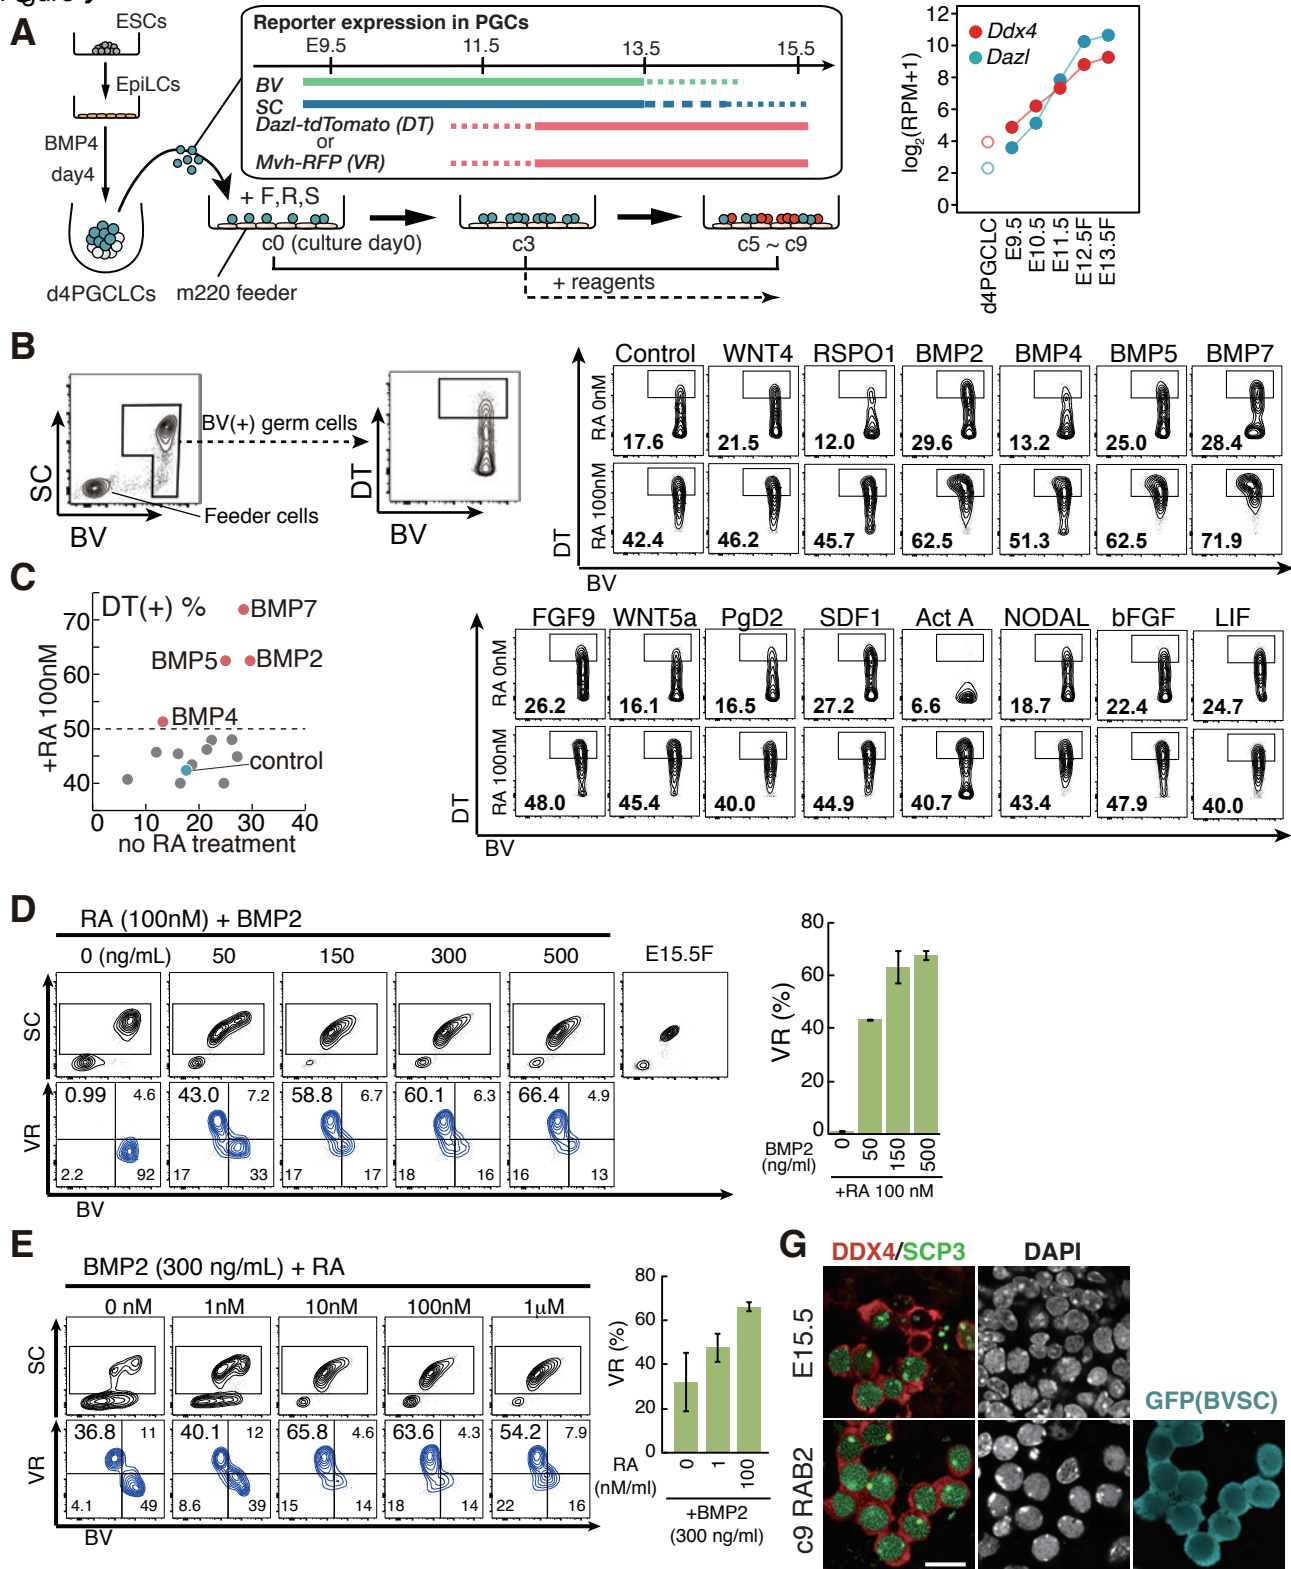 A
ESCs
EpiLCs
BMP4
day4
d4PGCLCs
m220 feeder
Reporter expression in PGCs
E9.5 11.5 13.5 15.5
BV
SC
Dazl-tdTomato (DT)
or
Mvh-RFP (VR)
+ F,R,S
c0 (culture day0)
c3
c5 ~ c9
+ reagents
log2(RPM+1)
12
10
8
6
4
2
0
Ddx4
Dazl
d4PGCLC
E9.5
E10.5
E11.5
E12.5F
E13.5F
B
SC
BV
BV(+) germ cells
Feeder cells
DT
BV
Control WNT4 RSPO1 BMP2 BMP4 BMP5 BMP7
RA 0nM
17.6 21.5 12.0 29.6 13.2 25.0 28.4
RA 100nM
42.4 46.2 45.7 62.5 51.3 62.5 71.9
DT
BV
FGF9 WNT5a PgD2 SDF1 Act A NODAL bFGF LIF
RA 0nM
26.2 16.1 16.5 27.2 6.6 18.7 22.4 24.7
RA 100nM
48.0 45.4 40.0 44.9 40.7 43.4 47.9 40.0
DT
BV
C
DT(+) %
+RA 100nM
70
60
50
40
BMP7
BMP5
BMP2
BMP4
control
0 10 20 30 40
no RA treatment
D
RA (100nM) + BMP2
0 (ng/mL) 50 150 300 500 E15.5F
SC
VR
0.99 4.6 43.0 7.2 58.8 6.7 60.1 6.3 66.4 4.9
2.2 92 17 33 17 17 18 16 16 13
BV
VR (%)
80
60
40
20
0
BMP2
(ng/ml)
0 50 150 500
+RA 100 nM
E
BMP2 (300 ng/mL) + RA
0 nM 1nM 10nM 100nM 1μM
SC
VR
36.8 11 40.1 12 65.8 4.6 63.6 4.3 54.2 7.9
4.1 49 8.6 39 15 14 18 14 22 16
BV
VR (%)
80
60
40
20
0
RA
(nM/ml)
0 1 100
+BMP2
(300 ng/ml)
G
DDX4/SCP3 DAPI
E15.5
GFP(BVSC)
c9 RAB2